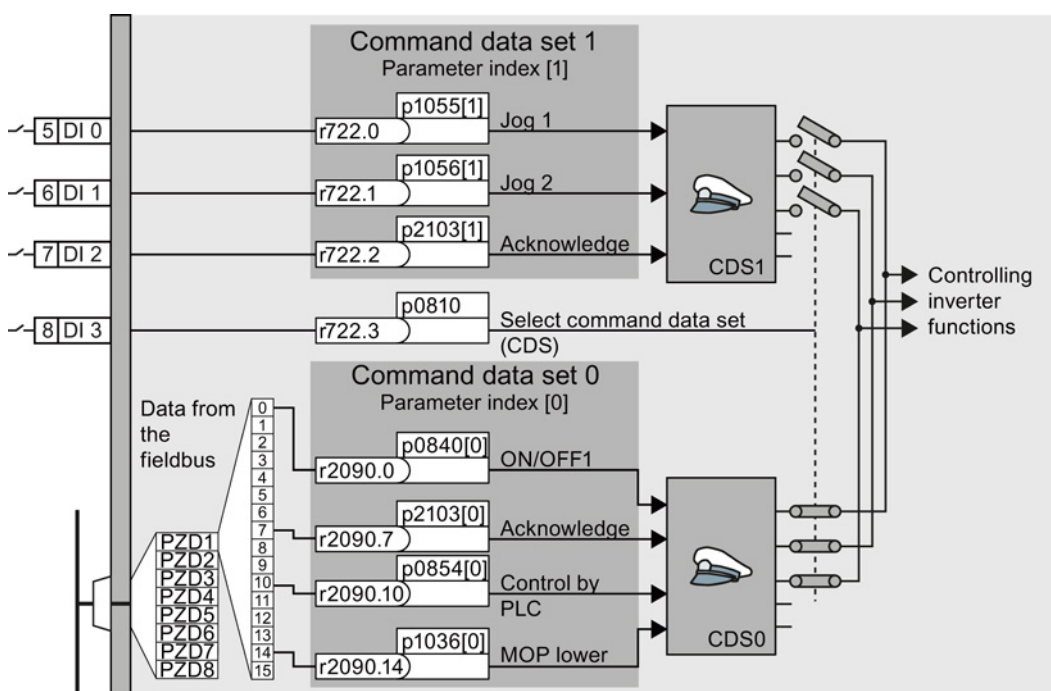 Command data set 1
Parameter index [1]
p1055[1]
5 DI 0
r722.0
Jog 1
p1056[1]
6 DI 1
r722.1
Jog 2
p2103[1]
7 DI 2
r722.2
Acknowledge
CDS1
Controlling
inverter
functions
p0810
8 DI 3
r722.3
Select command data set
(CDS)
Command data set 0
Parameter index [0]
Data from
the
fieldbus
0
1
2
3
4
5
6
7
8
9
10
11
12
13
14
15
PZD1
PZD2
PZD3
PZD4
PZD5
PZD6
PZD7
PZD8
p0840[0]
r2090.0
ON/OFF1
p2103[0]
r2090.7
Acknowledge
p0854[0]
r2090.10
Control by
PLC
p1036[0]
r2090.14
MOP lower
CDS0